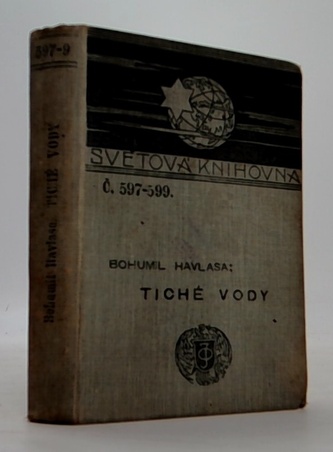 597-9
Bohumil Havlasa: TICHÉ VODY
SVĚTOVÁ KNIHOVNA
Č. 597-599.
BOHUMIL HAVLASA:
TICHÉ VODY